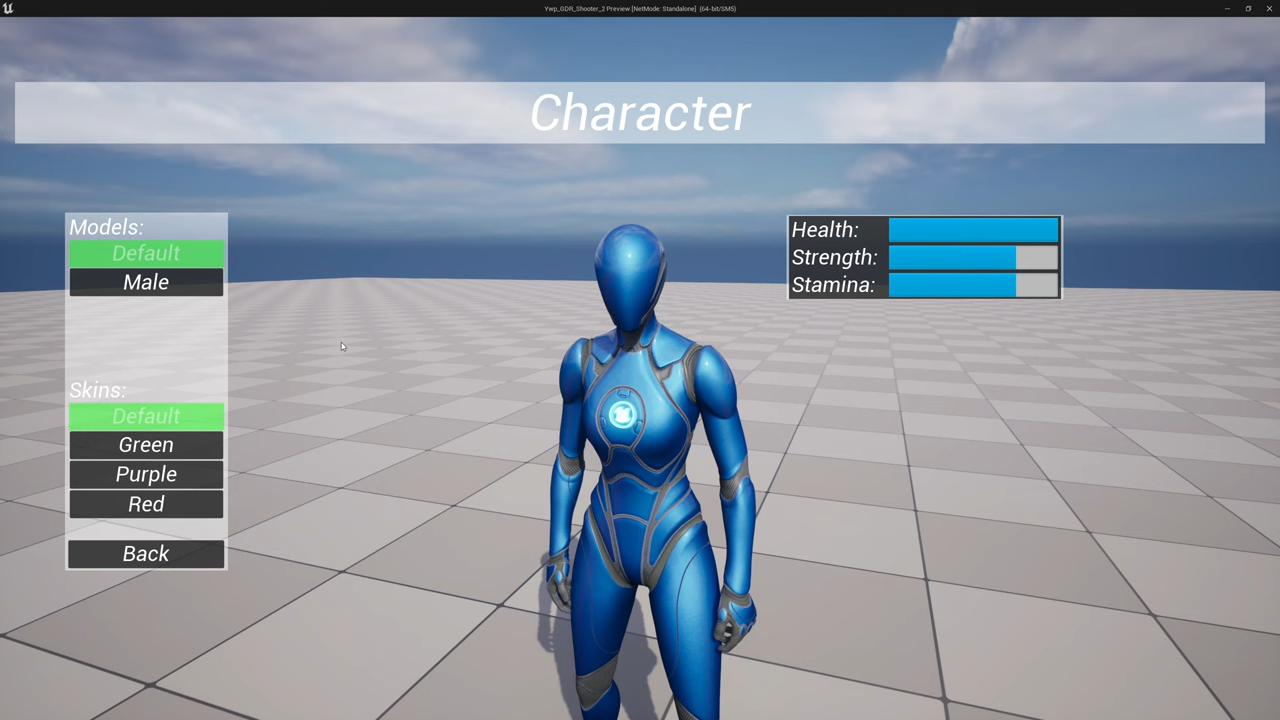 Ywp_GDR_Shooter_2 Preview [NetMode: Standalone] (64-bit/SM5)
Character
Models:
Default
Male
Skins:
Default
Green
Purple
Red
Back
Health:
Strength:
Stamina: